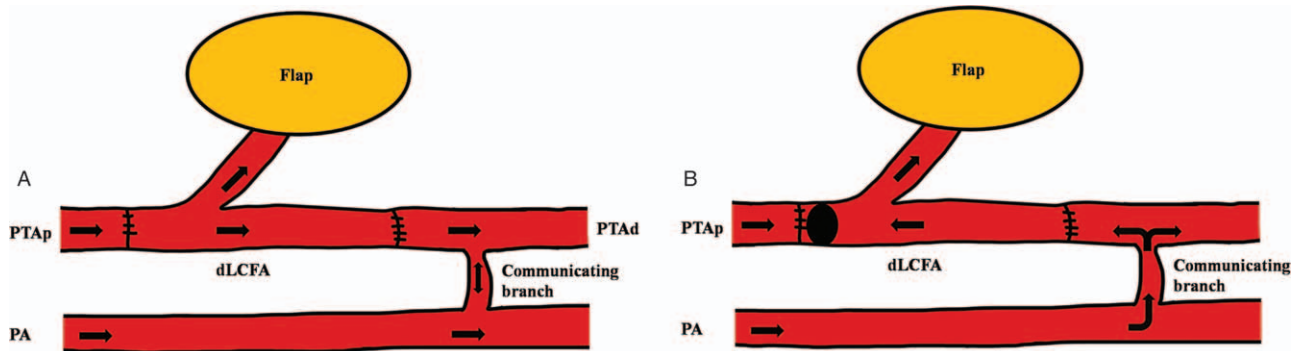 Flap
A
PTAp
PTAd
dLCFA
Communicating
branch
PA
Flap
B
PTAp
dLCFA
Communicating
branch
PA